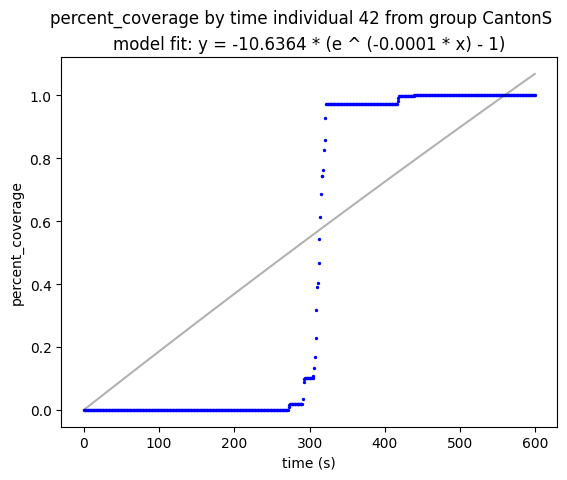 percent_coverage by time individual 42 from group CantonS
model fit: y = -10.6364 * (e ^ (-0.0001 * x) - 1)
1.0
0.8
0.6
0.4
0.2
0.0
percent_coverage
0 100 200 300 400 500 600
time (s)